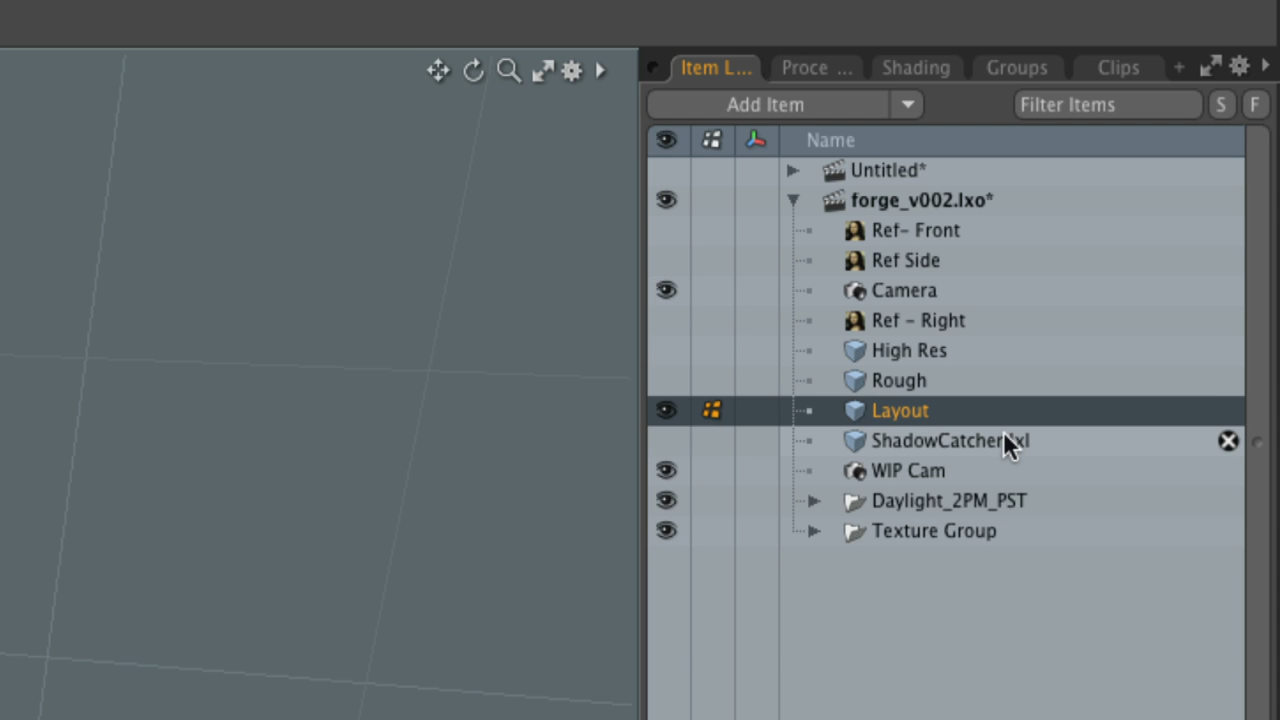 Item L... Proce ... Shading Groups Clips +
Add Item Filter Items S F
Name
Untitled*
forge_v002.lxo*
Ref- Front
Ref Side
Camera
Ref - Right
High Res
Rough
Layout
ShadowCatcher.lxl
WIP Cam
Daylight_2PM_PST
Texture Group